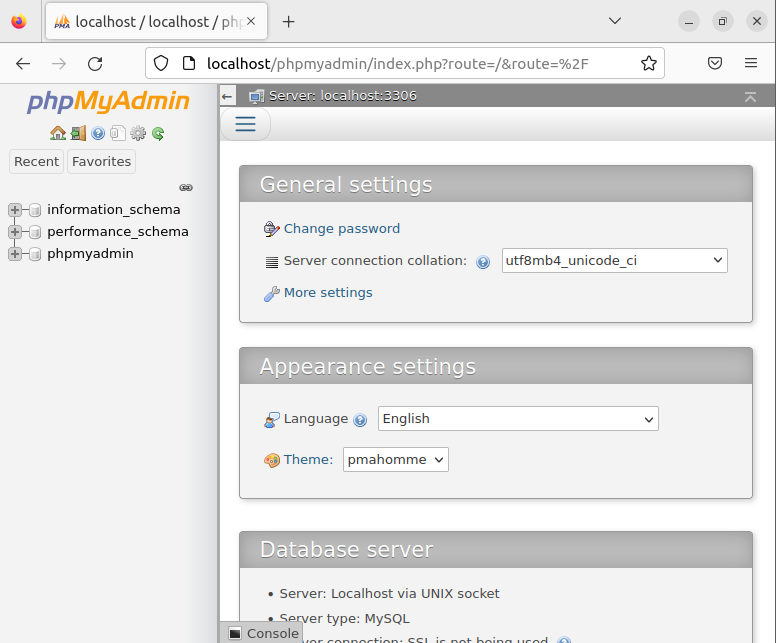 localhost / localhost / php
localhost/phpmyadmin/index.php?route=/&route=%2F
phpMyAdmin
Recent Favorites
information_schema
performance_schema
phpmyadmin
Server: localhost:3306
General settings
Change password
Server connection collation: utf8mb4_unicode_ci
More settings
Appearance settings
Language English
Theme: pmahomme
Database server
Server: Localhost via UNIX socket
Server type: MySQL
Server connection: SSL is not being used
Console